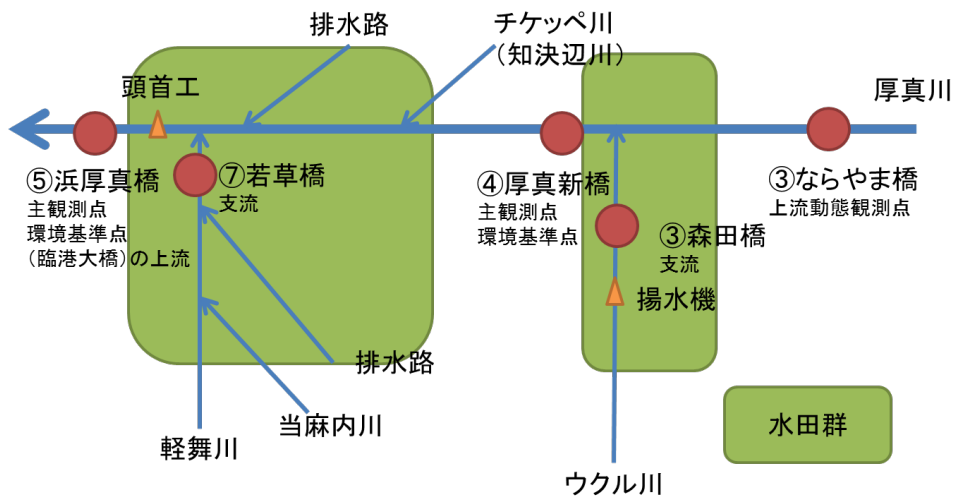 排水路
チケッペ川
（知決辺川）
頭首工
厚真川
⑤浜厚真橋
主観測点
環境基準点
(臨港大橋)の上流
⑦若草橋
支流
④厚真新橋
主観測点
環境基準点
③ならやま橋
上流動態観測点
③森田橋
支流
揚水機
排水路
当麻内川
軽舞川
ウクル川
水田群